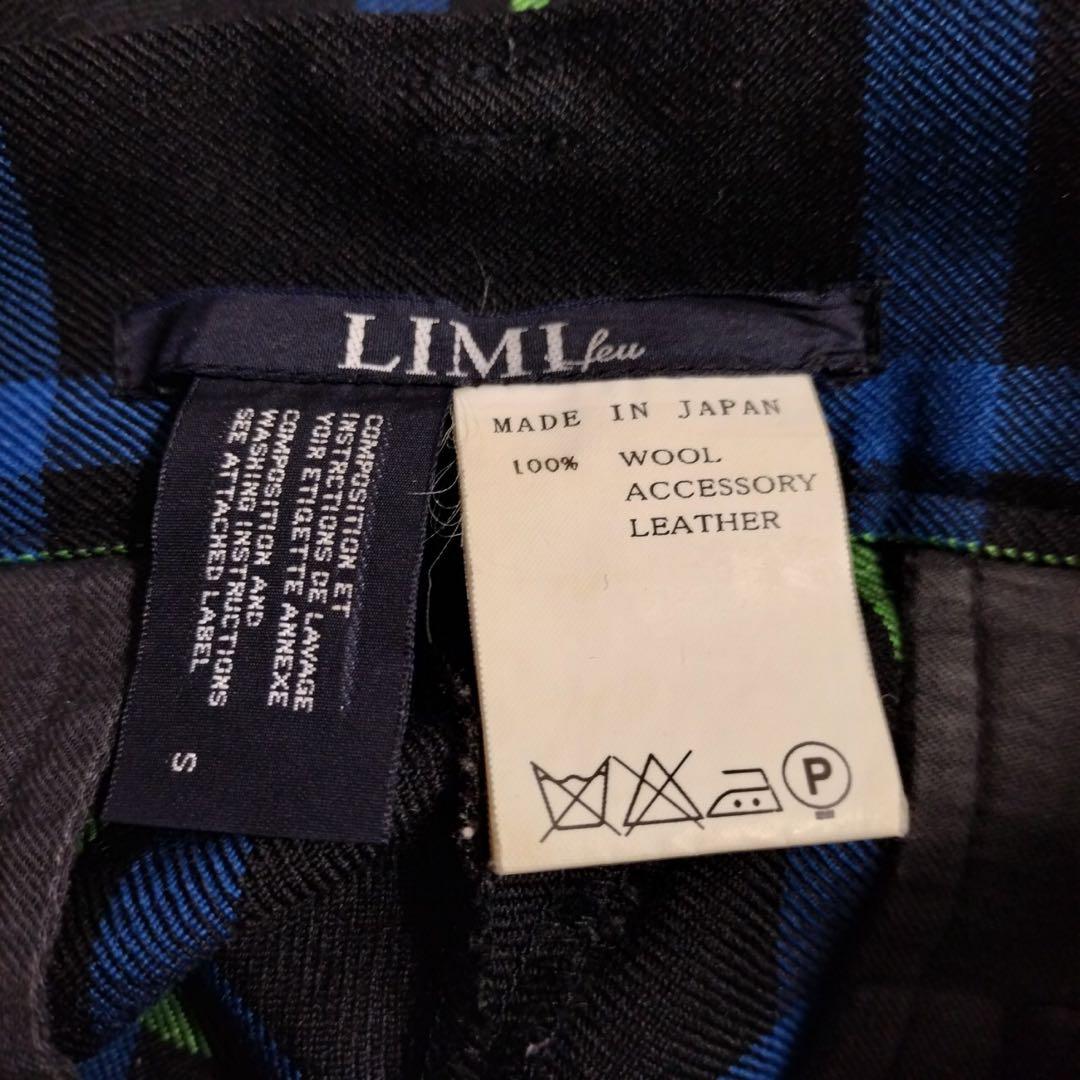 LIMI feu
COMPOSITION ET
INSTRUCTIONS DE LAVAGE
VOIR ETIQETTE ANNEXE
COMPOSITION AND
WASHING INSTRUCTIONS
SEE ATTACHED LABEL
S
MADE IN JAPAN
100% WOOL
ACCESSORY
LEATHER
P